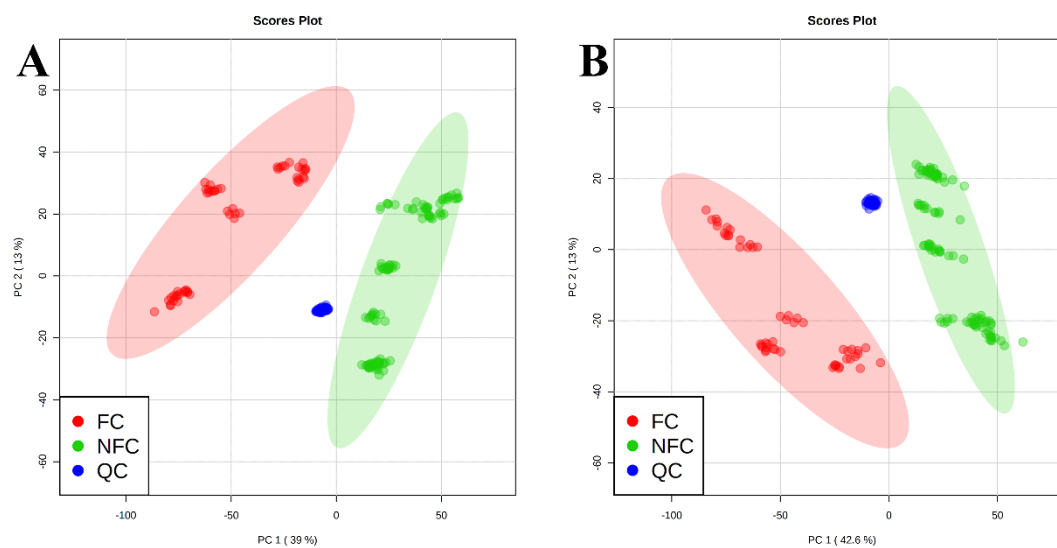 A
Scores Plot
PC 2 ( 13 %)
60
40
20
0
-20
-40
-60
FC
NFC
QC
-100
-50
0
50
PC 1 ( 39 %)
B
Scores Plot
PC 2 ( 13 %)
40
20
0
-20
-40
-60
FC
NFC
QC
-100
-50
0
50
PC 1 ( 42.6 %)